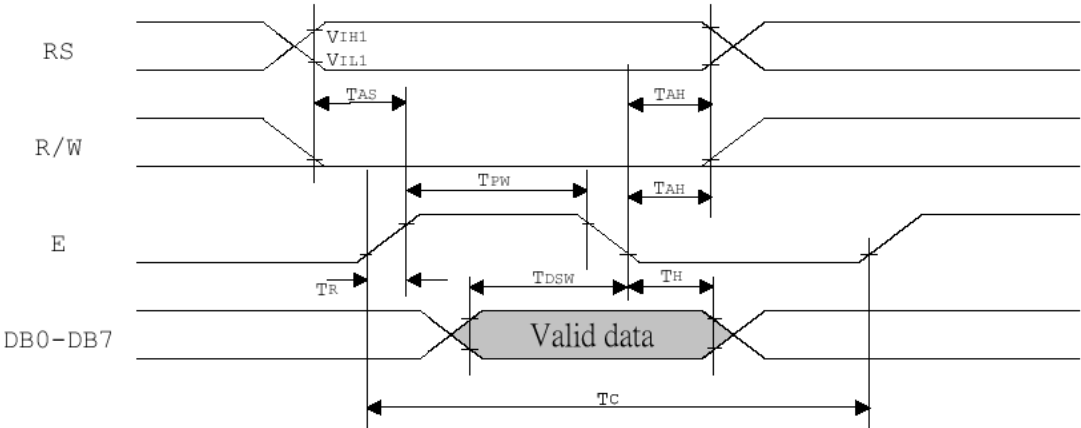 RS
VIH1
VIL1
TAS
TAH
R/W
TPW
TAH
E
TR
TDSW
TH
DB0-DB7
Valid data
TC